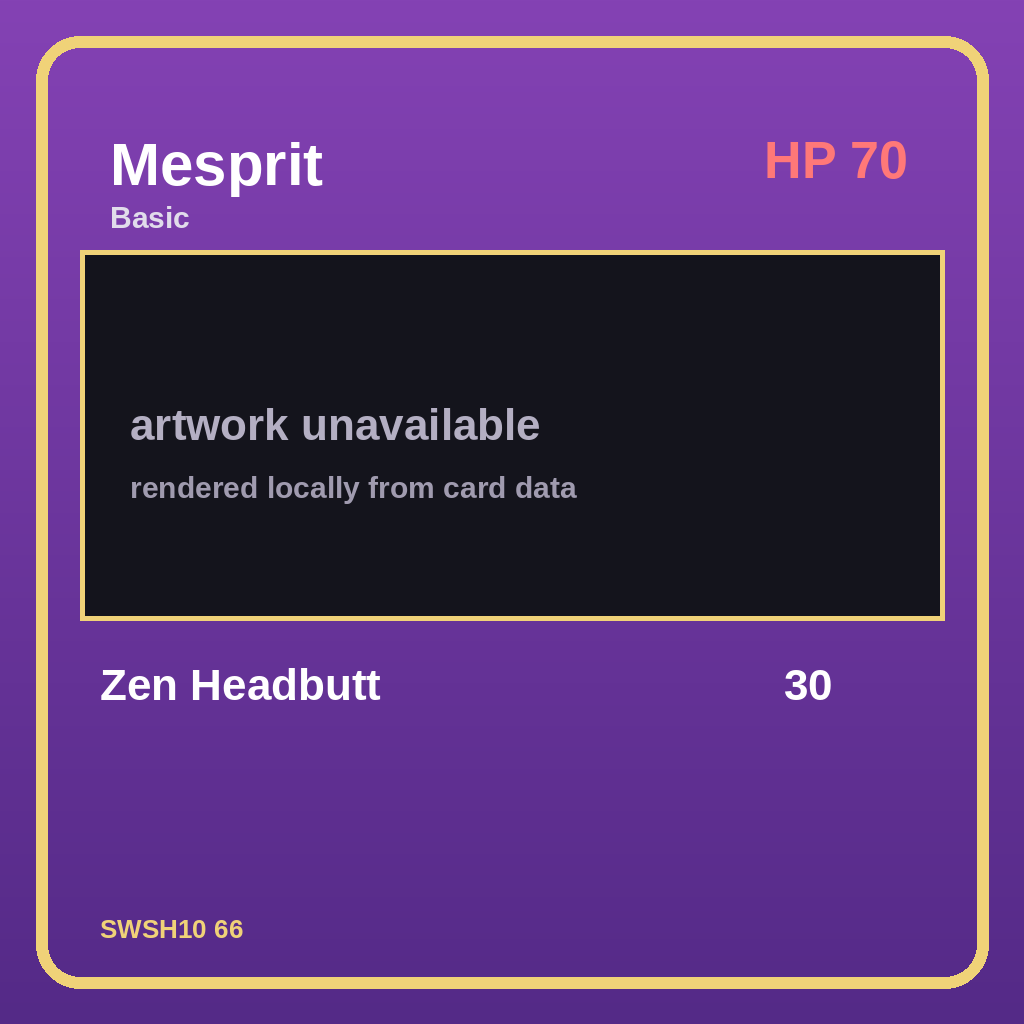 Mesprit
HP 70
Basic
artwork unavailable
rendered locally from card data
Zen Headbutt 30
SWSH10 66